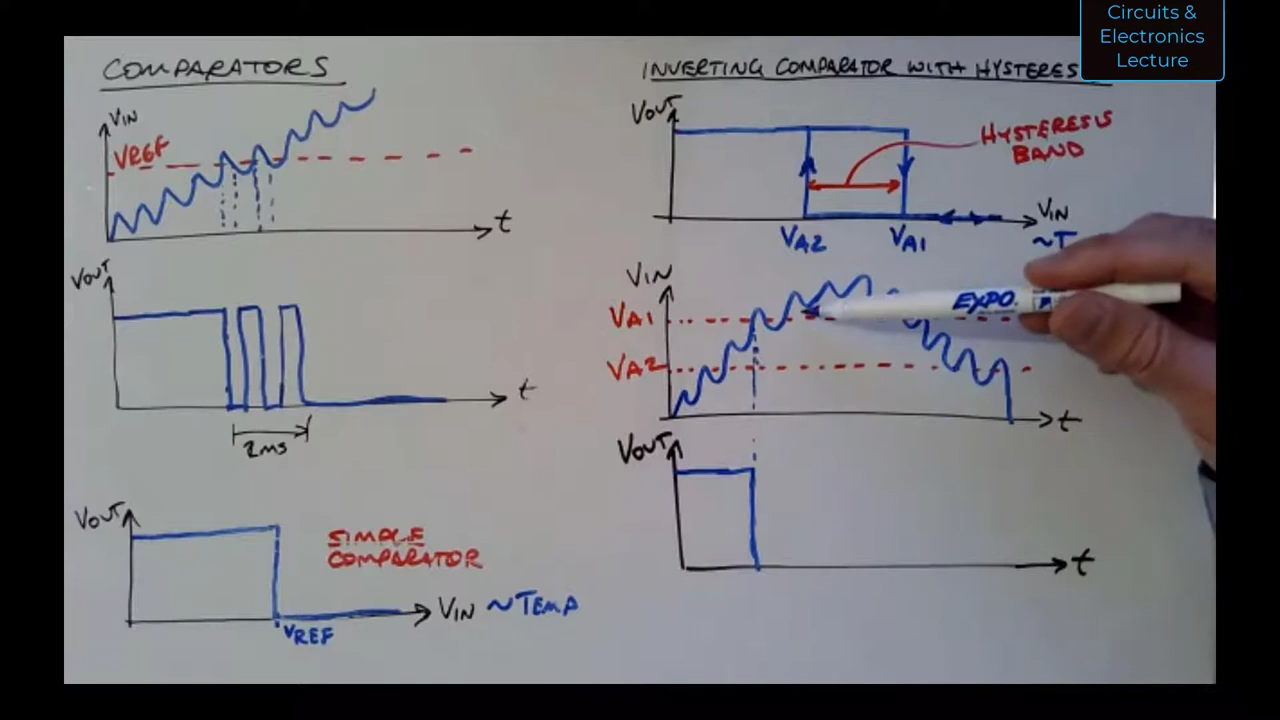 Circuits &
Electronics
Lecture
COMPARATORS
VIN
VREF
t
VOUT
t
2ms
VOUT
SIMPLE
COMPARATOR
VIN ~TEMP
VREF
INVERTING COMPARATOR WITH HYSTERES
VOUT
HYSTERESIS
BAND
VIN
~T
VA2
VA1
VIN
VA1
VA2
EXPO.
t
VOUT
t